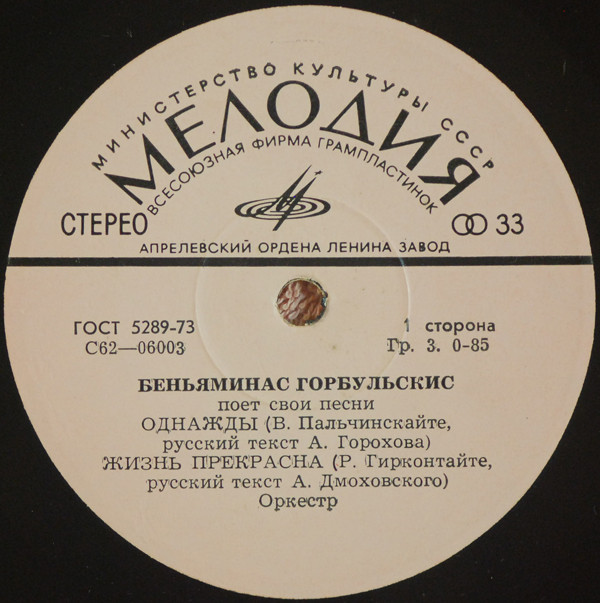 МИНИСТЕРСТВО КУЛЬТУРЫ СССР
МЕЛОДИЯ
ВСЕСОЮЗНАЯ ФИРМА ГРАМПЛАСТИНОК
СТЕРЕО 33
АПРЕЛЕВСКИЙ ОРДЕНА ЛЕНИНА ЗАВОД
ГОСТ 5289-73 1 сторона
С62—06003 Гр. 3. 0-85
БЕНЬЯМИНАС ГОРБУЛЬСКИС
поет свои песни
ОДНАЖДЫ (В. Пальчинскайте,
русский текст А. Горохова)
ЖИЗНЬ ПРЕКРАСНА (Р. Гирконтайте,
русский текст А. Дмоховского)
Оркестр